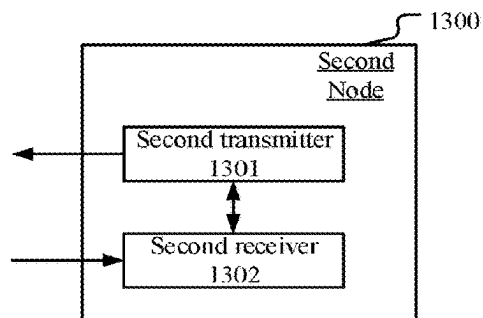 1300
Second
Node
Second transmitter
1301
Second receiver
1302